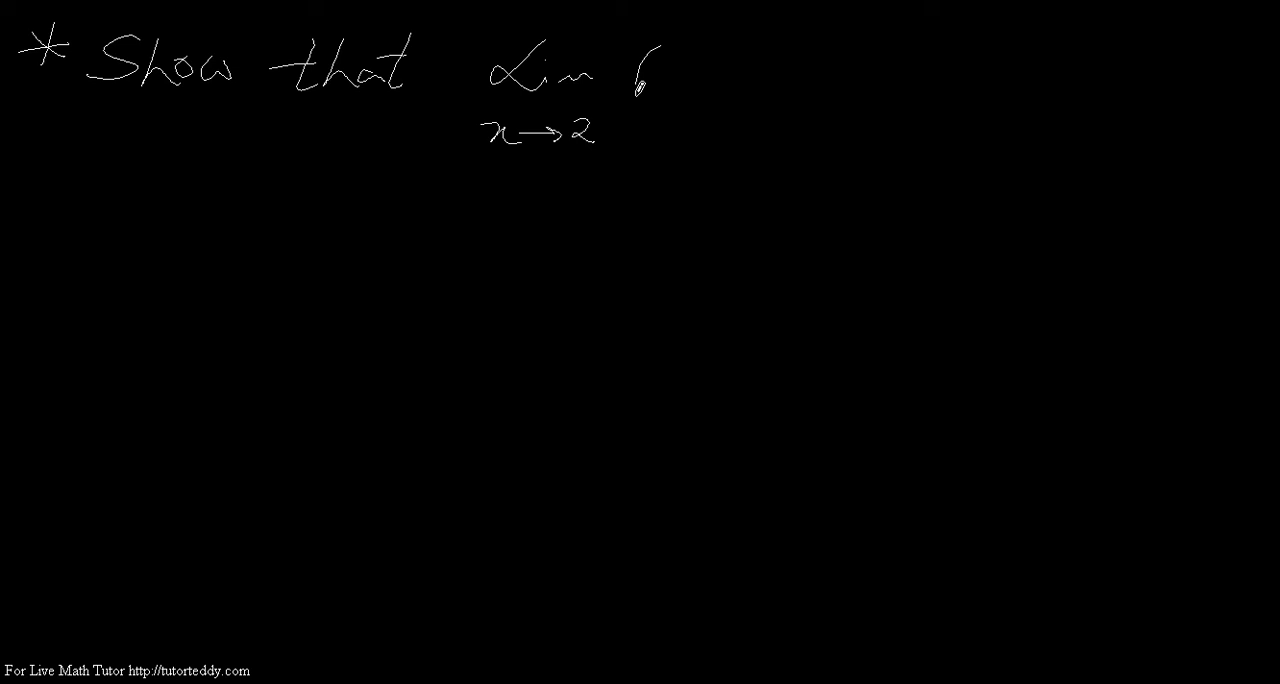 * Show that Lim (
x→2
For Live Math Tutor http://tutorteddy.com